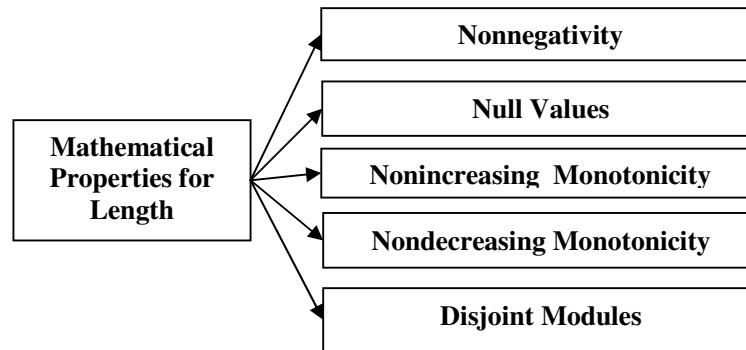 Nonnegativity
Null Values
Mathematical
Properties for
Length
Nonincreasing Monotonicity
Nondecreasing Monotonicity
Disjoint Modules